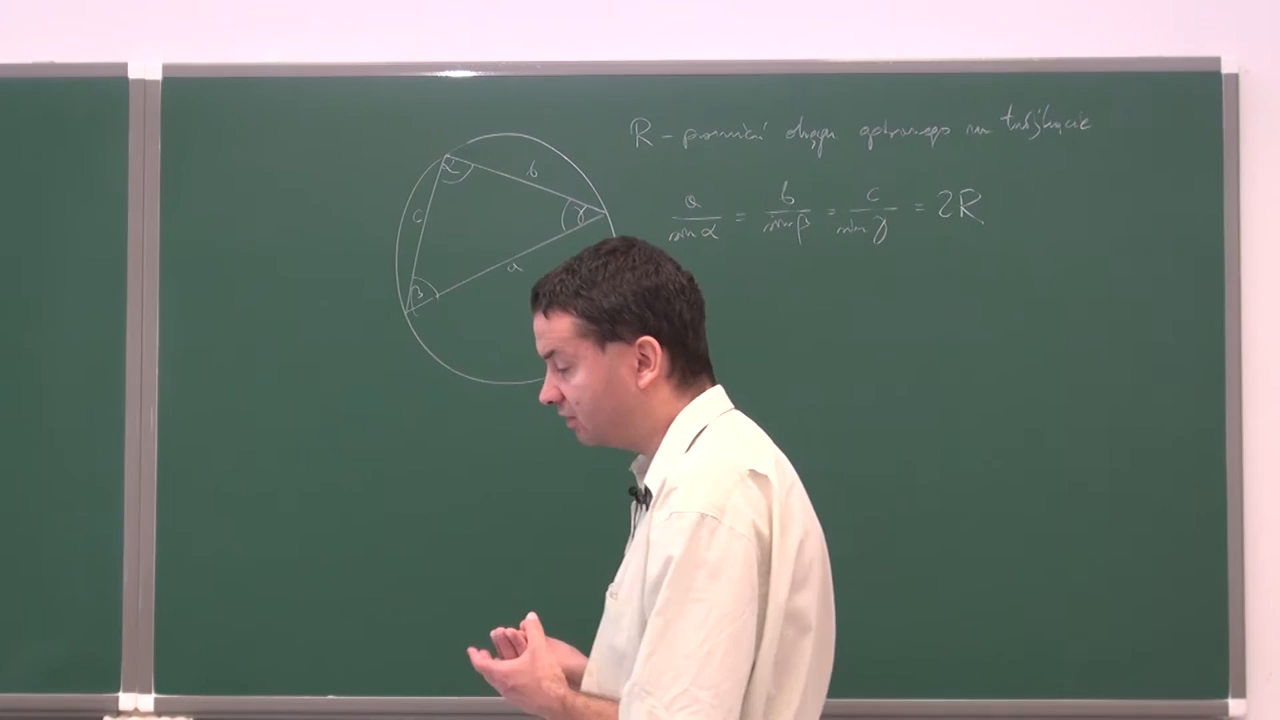 R - promień okręgu opisanego na trójkącie
a/sin α = b/sin β = c/sin γ = 2R
α
b
c
γ
a
β